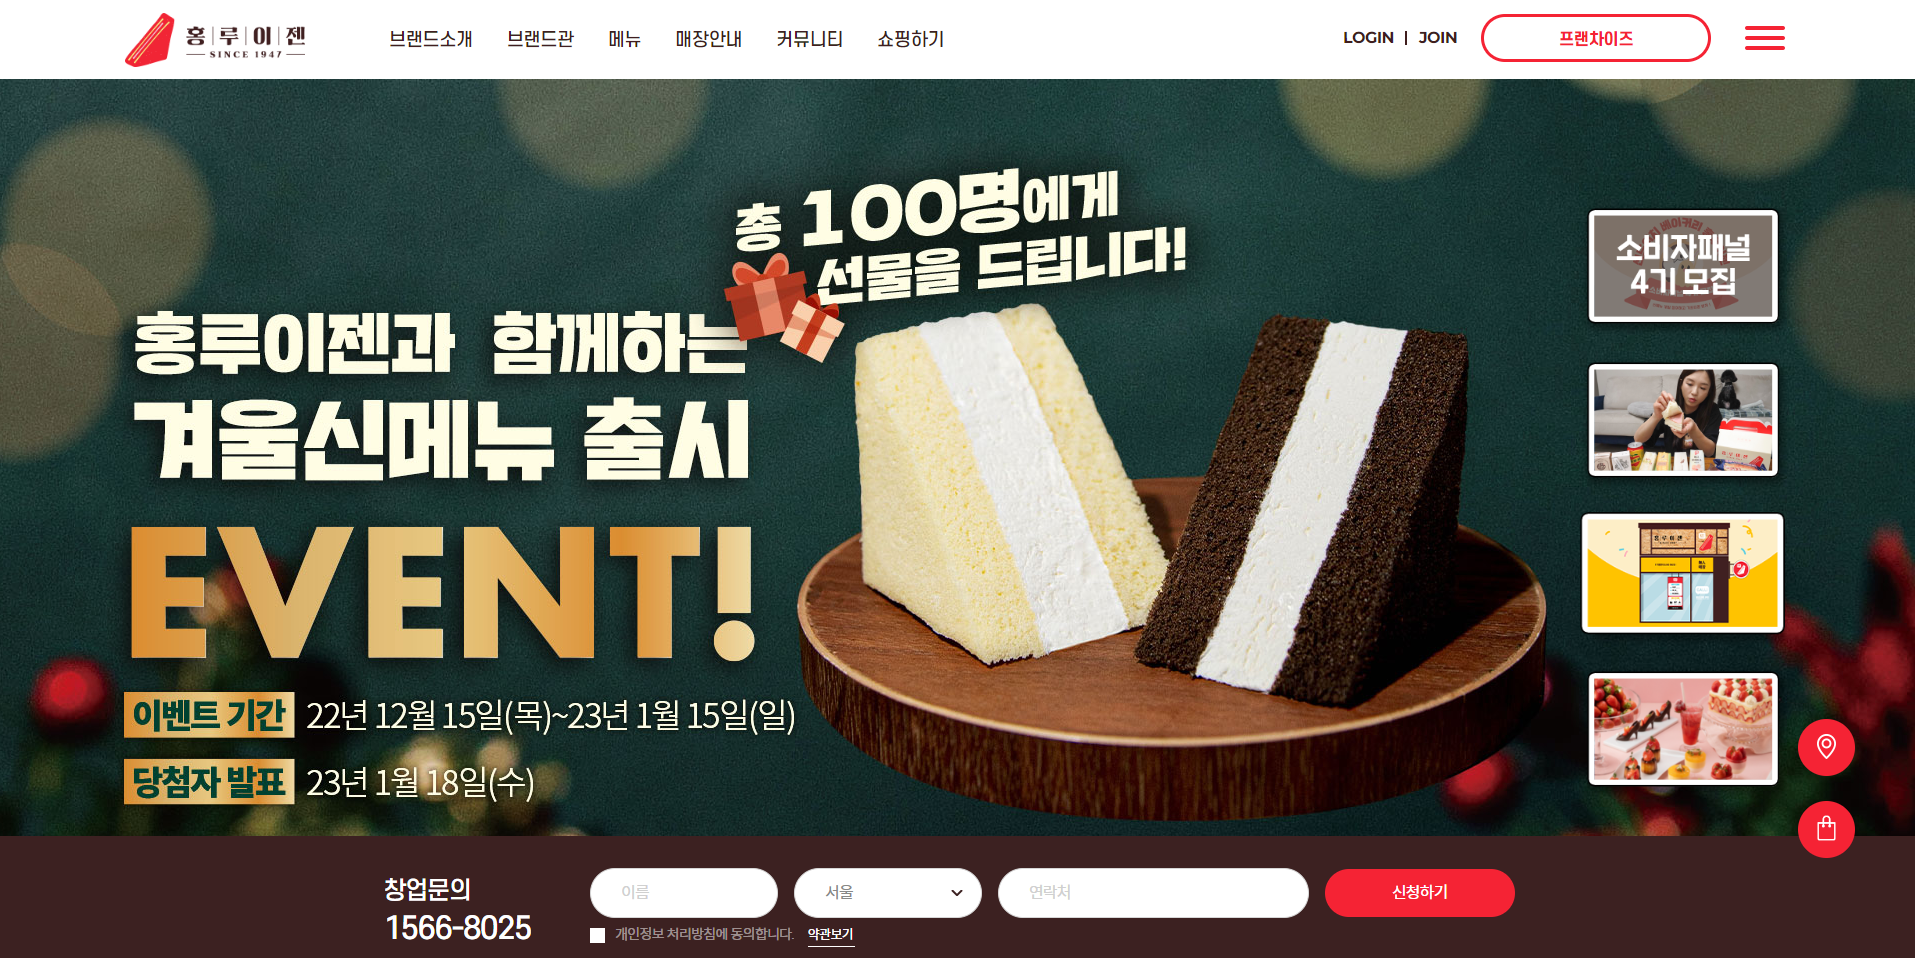 홍루이젠
SINCE 1947
브랜드소개 브랜드관 메뉴 매장안내 커뮤니티 쇼핑하기
LOGIN JOIN
프랜차이즈
총 100명에게
선물을 드립니다!
홍루이젠과 함께하는
겨울신메뉴 출시
EVENT!
이벤트 기간 22년 12월 15일(목)~23년 1월 15일(일)
당첨자 발표 23년 1월 18일(수)
소비자패널
4기 모집
홍루이젠
창업문의
1566-8025
이름
서울
연락처
신청하기
개인정보 처리방침에 동의합니다. 약관보기